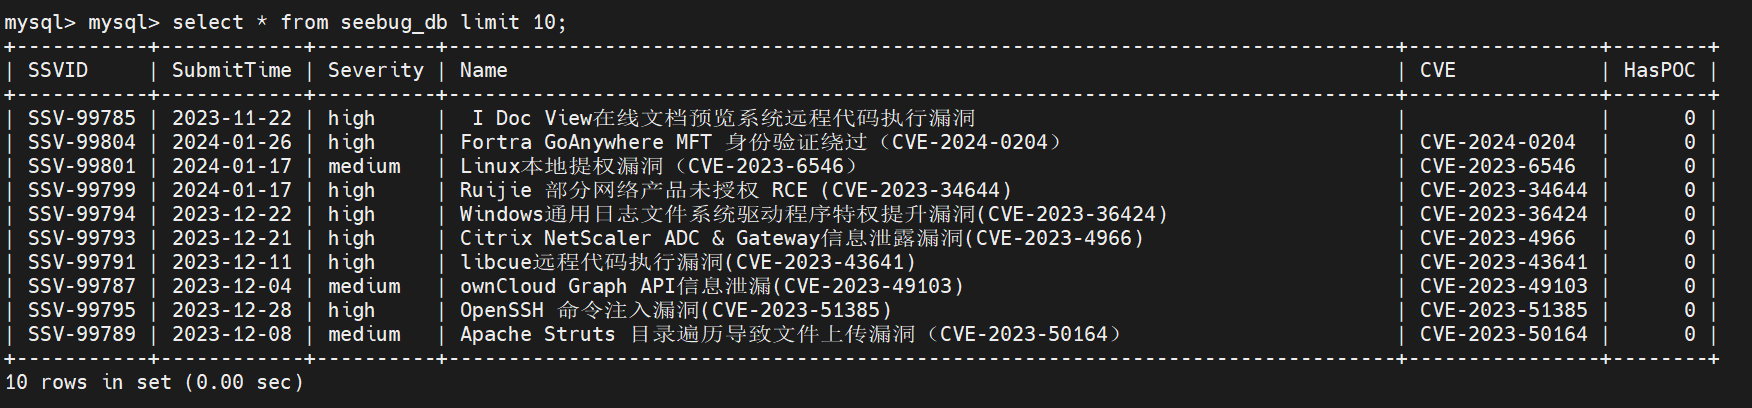 mysql> mysql> select * from seebug_db limit 10;
+-----------+------------+----------+-------------------------------------------------------------------------------+----------------+--------+
| SSVID     | SubmitTime | Severity | Name                                                                          | CVE            | HasPOC |
+-----------+------------+----------+-------------------------------------------------------------------------------+----------------+--------+
| SSV-99785 | 2023-11-22 | high     |  I Doc View在线文档预览系统远程代码执行漏洞                                   |                |      0 |
| SSV-99804 | 2024-01-26 | high     | Fortra GoAnywhere MFT 身份验证绕过（CVE-2024-0204）                            | CVE-2024-0204  |      0 |
| SSV-99801 | 2024-01-17 | medium   | Linux本地提权漏洞（CVE-2023-6546）                                             | CVE-2023-6546  |      0 |
| SSV-99799 | 2024-01-17 | high     | Ruijie 部分网络产品未授权 RCE (CVE-2023-34644)                                | CVE-2023-34644 |      0 |
| SSV-99794 | 2023-12-22 | high     | Windows通用日志文件系统驱动程序特权提升漏洞(CVE-2023-36424)                   | CVE-2023-36424 |      0 |
| SSV-99793 | 2023-12-21 | high     | Citrix NetScaler ADC & Gateway信息泄露漏洞(CVE-2023-4966)                     | CVE-2023-4966  |      0 |
| SSV-99791 | 2023-12-11 | high     | libcue远程代码执行漏洞(CVE-2023-43641)                                        | CVE-2023-43641 |      0 |
| SSV-99787 | 2023-12-04 | medium   | ownCloud Graph API信息泄漏(CVE-2023-49103)                                    | CVE-2023-49103 |      0 |
| SSV-99795 | 2023-12-28 | high     | OpenSSH 命令注入漏洞(CVE-2023-51385)                                          | CVE-2023-51385 |      0 |
| SSV-99789 | 2023-12-08 | medium   | Apache Struts 目录遍历导致文件上传漏洞（CVE-2023-50164）                       | CVE-2023-50164 |      0 |
+-----------+------------+----------+-------------------------------------------------------------------------------+----------------+--------+
10 rows in set (0.00 sec)